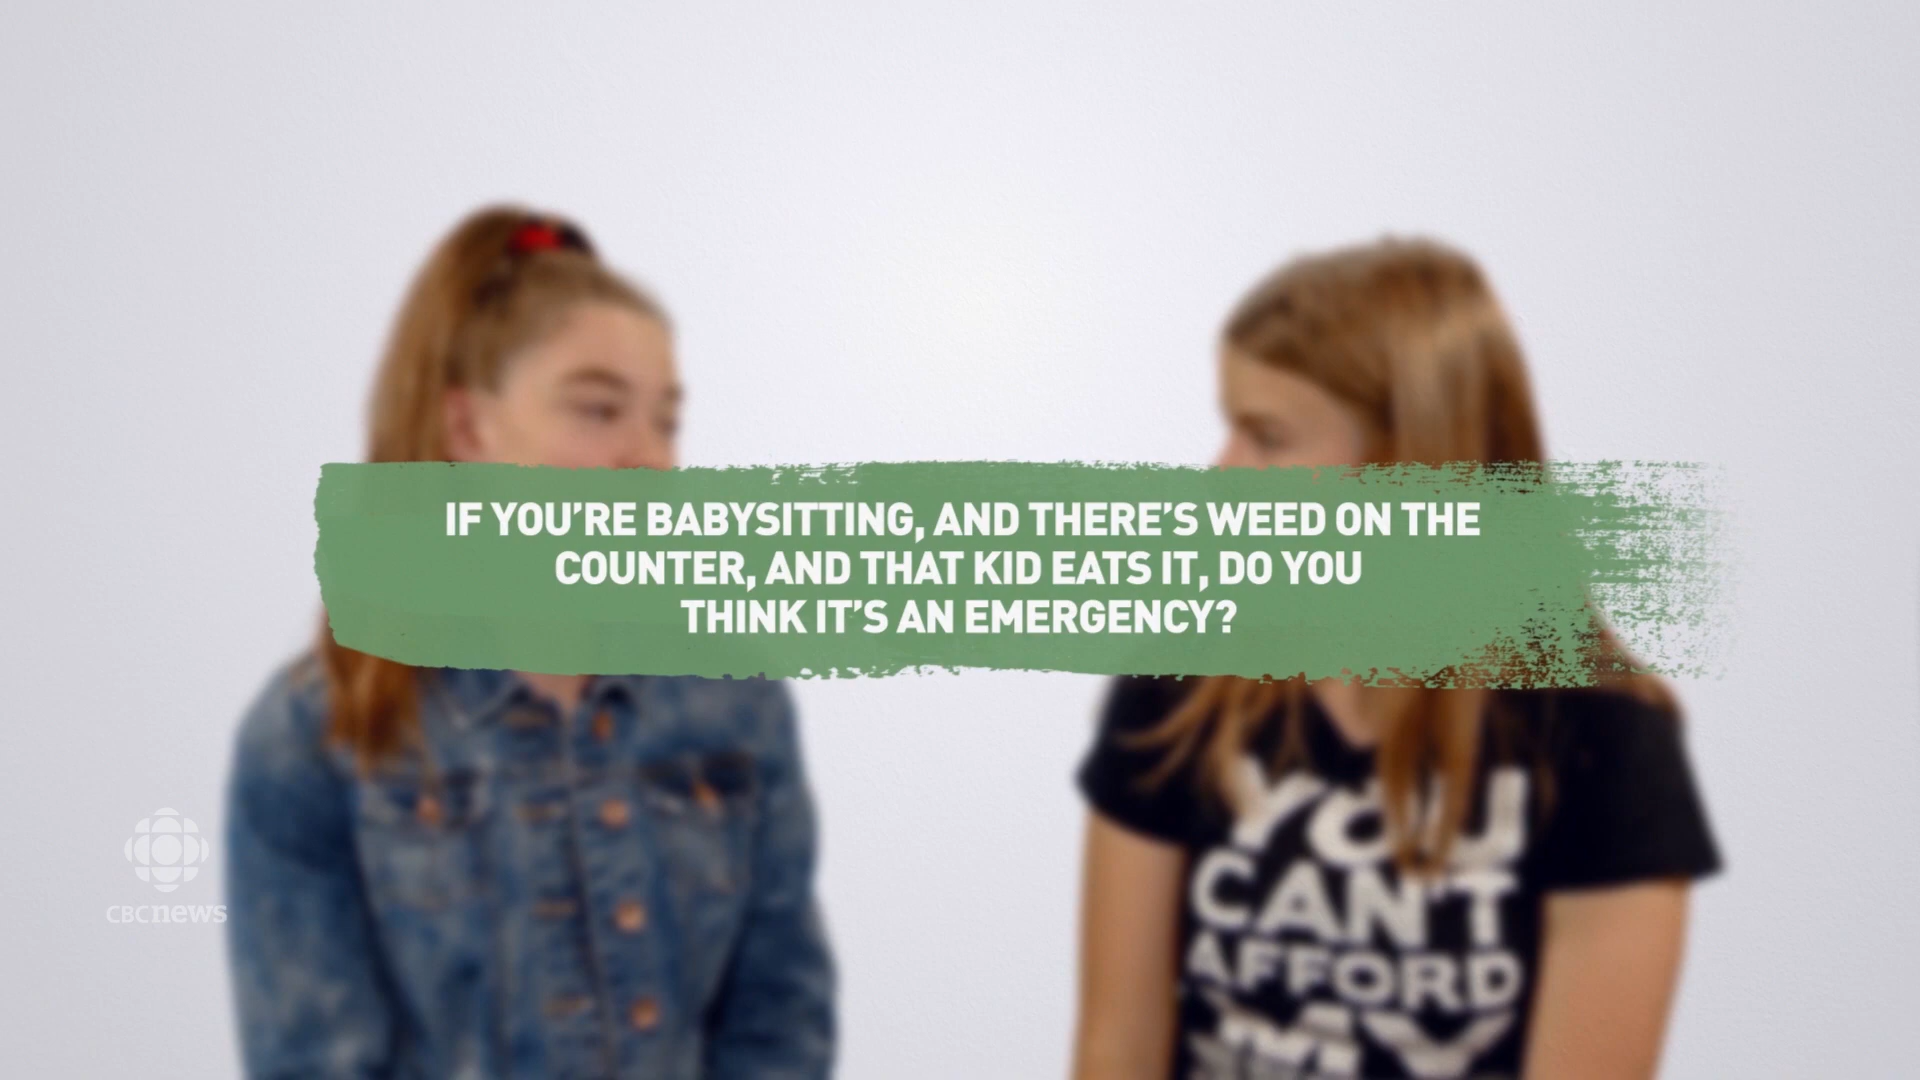 IF YOU'RE BABYSITTING, AND THERE'S WEED ON THE
COUNTER, AND THAT KID EATS IT, DO YOU
THINK IT'S AN EMERGENCY?
CBCnews
YOU
CAN'T
AFFORD
MY